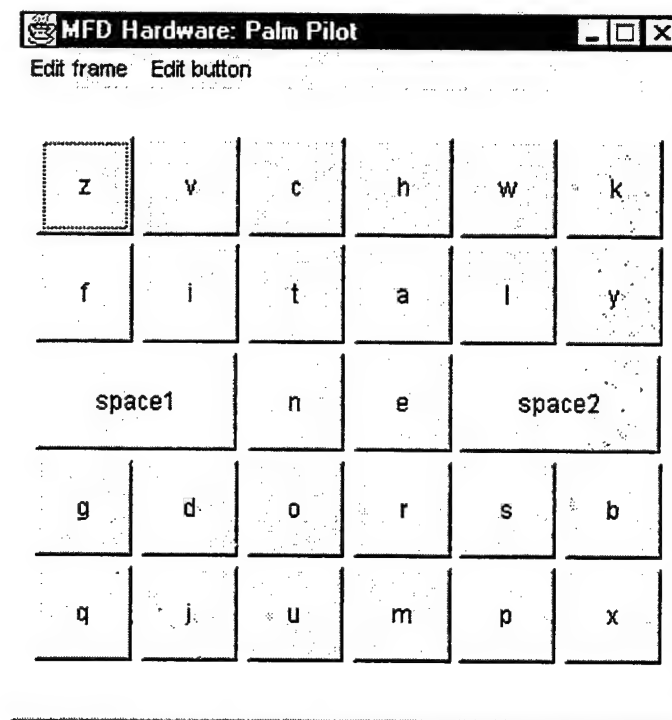 MFD Hardware: Palm Pilot
Edit frame Edit button
z v c h w k
f i t a l y
space1 n e space2
g d o r s b
q j u m p x